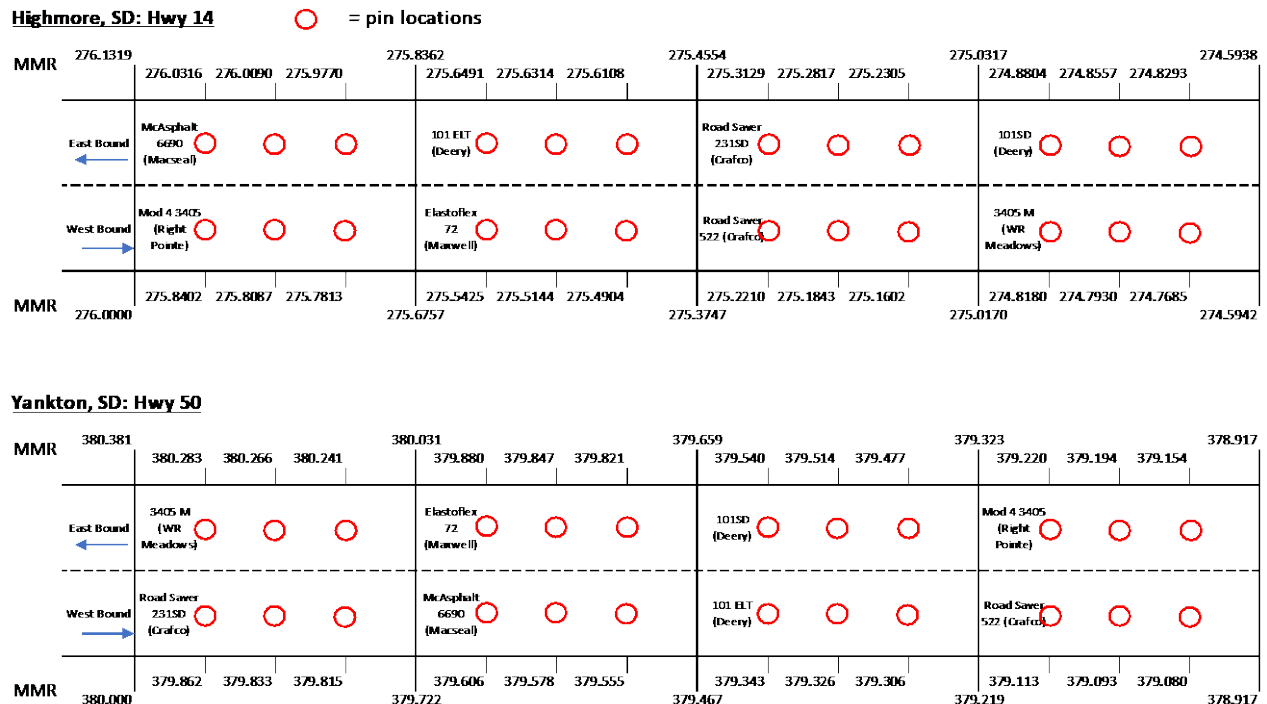 Highmore, SD: Hwy 14
= pin locations
MMR
276.1319 275.8362 275.4554 275.0317 274.5938
276.0316 276.0090 275.9770 275.6491 275.6314 275.6108 275.3129 275.2817 275.2305 274.8804 274.8557 274.8293
East Bound
McAsphalt
6690
(Macseal)
101 ELT
(Deery)
Road Saver
231SD
(Crafco)
101SD
(Deery)
West Bound
Mod 4 3405
(Right
Pointe)
Elastoflex
72
(Maxwell)
Road Saver
522 (Crafco)
3405 M
(WR
Meadows)
275.8402 275.8087 275.7813 275.5425 275.5144 275.4904 275.2210 275.1843 275.1602 274.8180 274.7930 274.7685
MMR
276.0000 275.6757 275.3747 275.0170 274.5942
Yankton, SD: Hwy 50
MMR
380.381 380.031 379.659 379.323 378.917
380.283 380.266 380.241 379.880 379.847 379.821 379.540 379.514 379.477 379.220 379.194 379.154
East Bound
3405 M
(WR
Meadows)
Elastoflex
72
(Maxwell)
101SD
(Deery)
Mod 4 3405
(Right
Pointe)
West Bound
Road Saver
231SD
(Crafco)
McAsphalt
6690
(Macseal)
101 ELT
(Deery)
Road Saver
522 (Crafco)
379.862 379.833 379.815 379.606 379.578 379.555 379.343 379.326 379.306 379.113 379.093 379.080
MMR
380.000 379.722 379.467 379.219 378.917